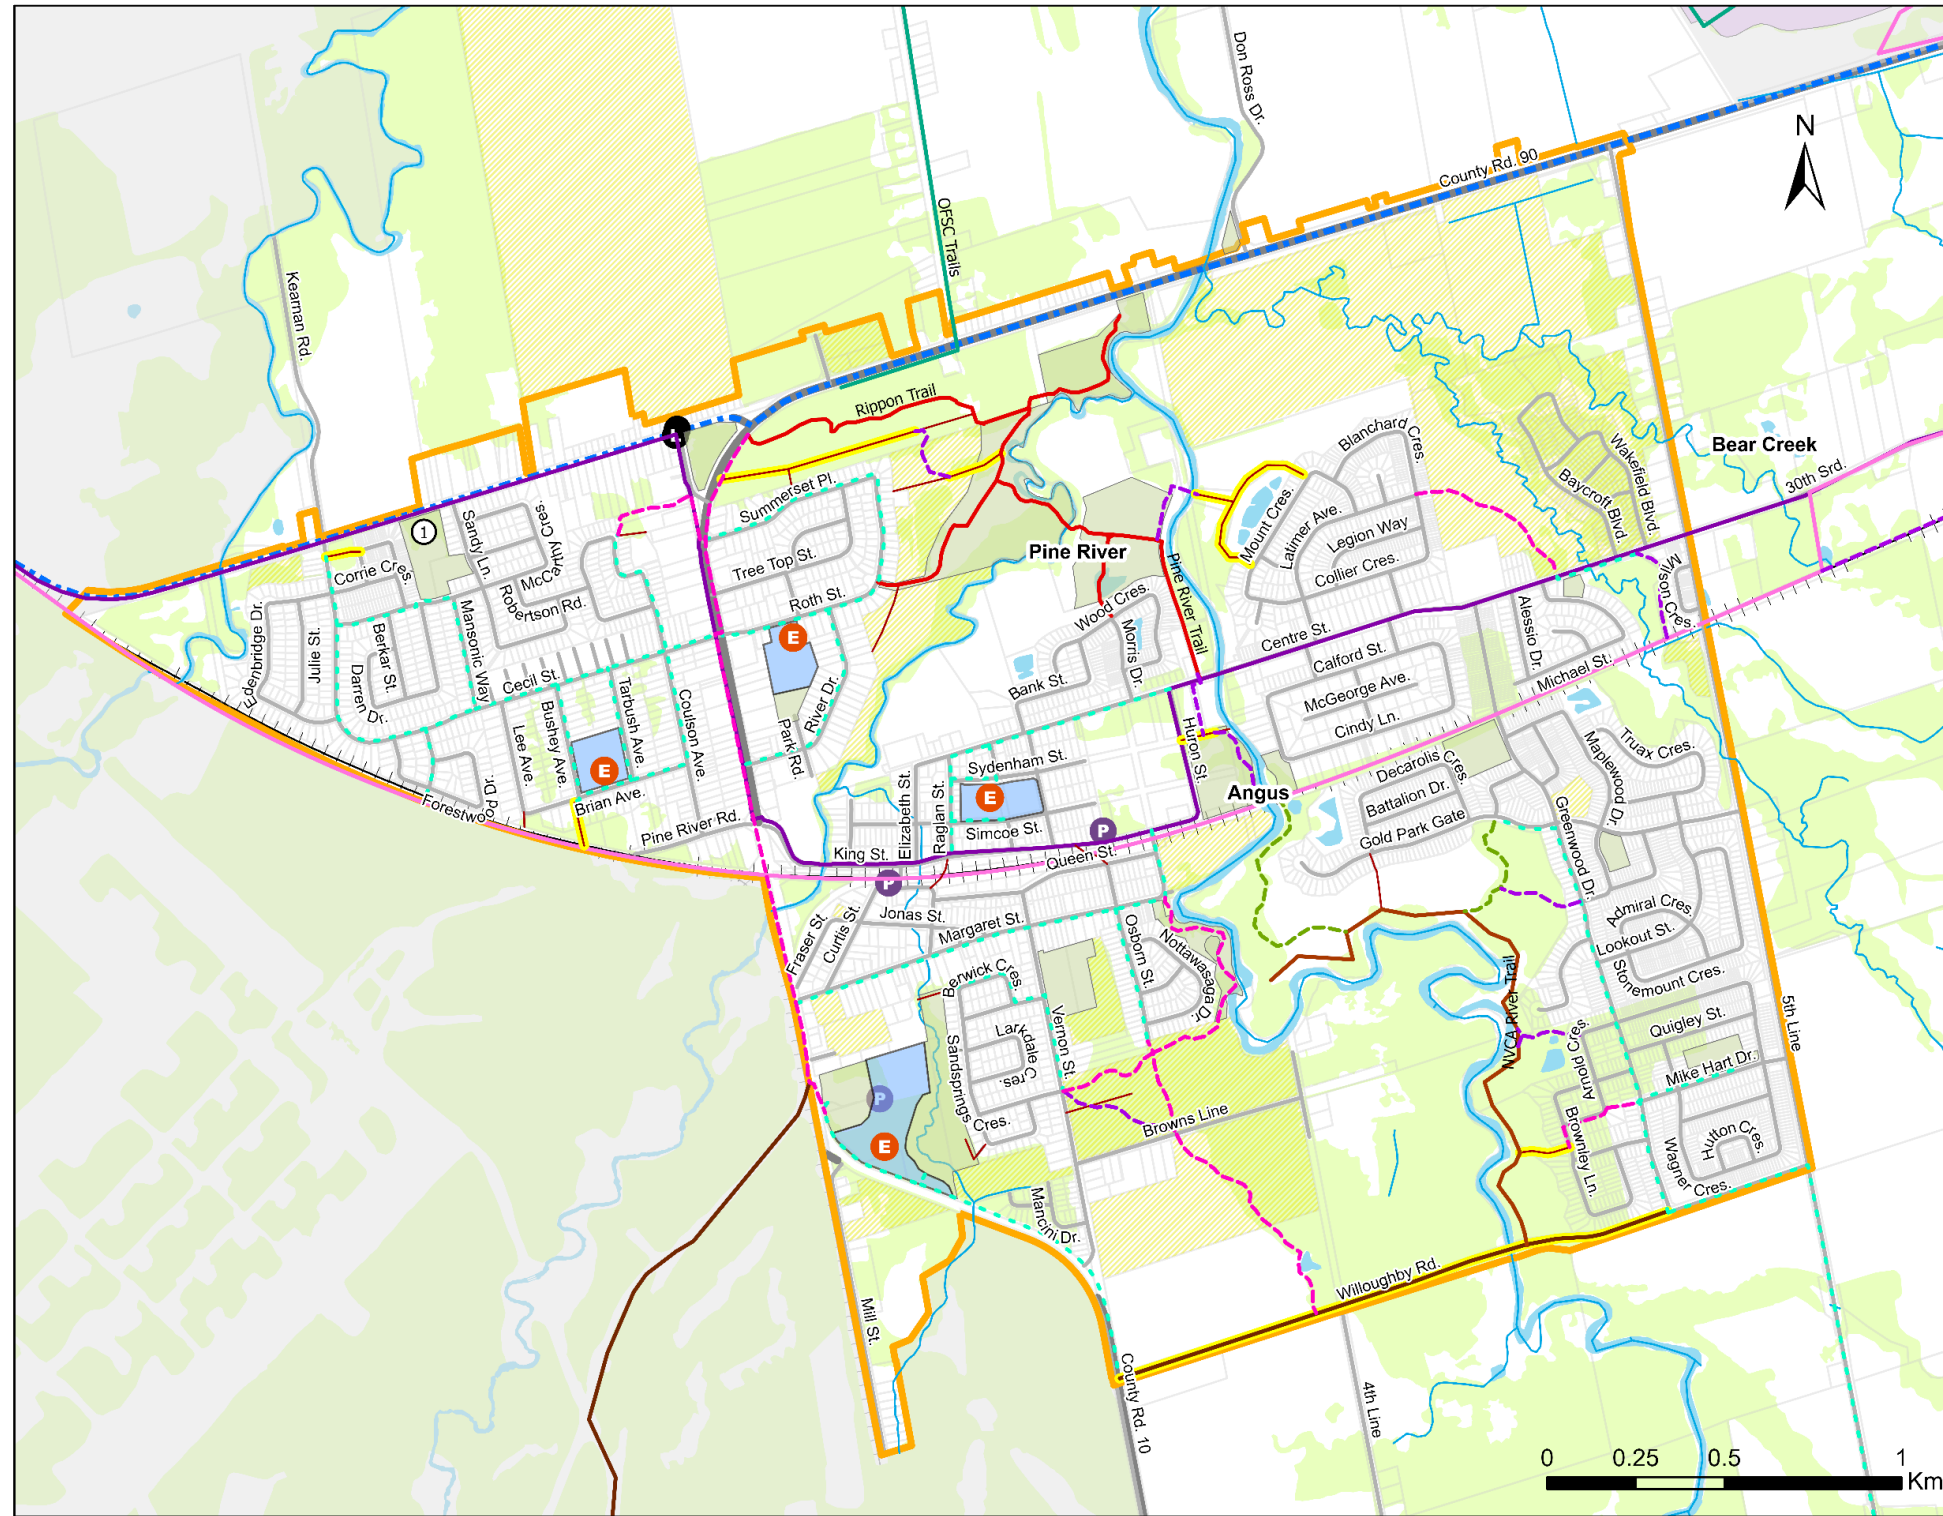 Don Ross Dr.
N
County Rd. 90
OFSC Trails
Kearnan Rd.
L
Rippon Trail
Blanchard Cres.
Wakefield Blvd.
Bear Creek
30th Srd.
Baycroft Blvd.
Summerset Pl.
Mount Cres.
Latimer Ave.
Legion Way
Collier Cres.
1
Sandy Ln.
McCarthy Cres.
Corrie Cres.
Robertson Rd.
Tree Top St.
Roth St.
Pine River
Pine River Trail
Wood Cres.
Morris Dr.
Milson Cres.
Edenbridge Dr.
Julie St.
Berkar St.
Darren Dr.
Mansonic Way
Cecil St.
E
Centre St.
Calford St.
Alessio Dr.
Michael St.
Bank St.
McGeorge Ave.
Cindy Ln.
Lee Ave.
Bushey Ave.
Tarbush Ave.
Coulson Ave.
Park Rd.
River Dr.
Huron St.
Sydenham St.
Decarolis Cres.
Maplewood Dr.
Truax Cres.
E
E
Angus
Battalion Dr.
Gold Park Gate
Greenwood Dr.
Forestwood Dr.
Brian Ave.
Pine River Rd.
Elizabeth St.
Raglan St.
Simcoe St.
P
King St.
Queen St.
P
Jonas St.
Margaret St.
Fraser St.
Curtis St.
Osborn St.
Nottawasaga Dr.
Admiral Cres.
Lookout St.
Stonemount Cres.
Berwick Cres.
NVCA River Trail
Larkdale Cres.
Vernon St.
Sandsprings Cres.
Quigley St.
5th Line
Arnold Cres.
Mike Hart Dr.
P
E
Browns Line
Brownley Ln.
Wagner Cres.
Hutton Cres.
Mancini Dr.
Willoughby Rd.
Mill St.
County Rd. 10
4th Line
0 0.25 0.5 1
Km